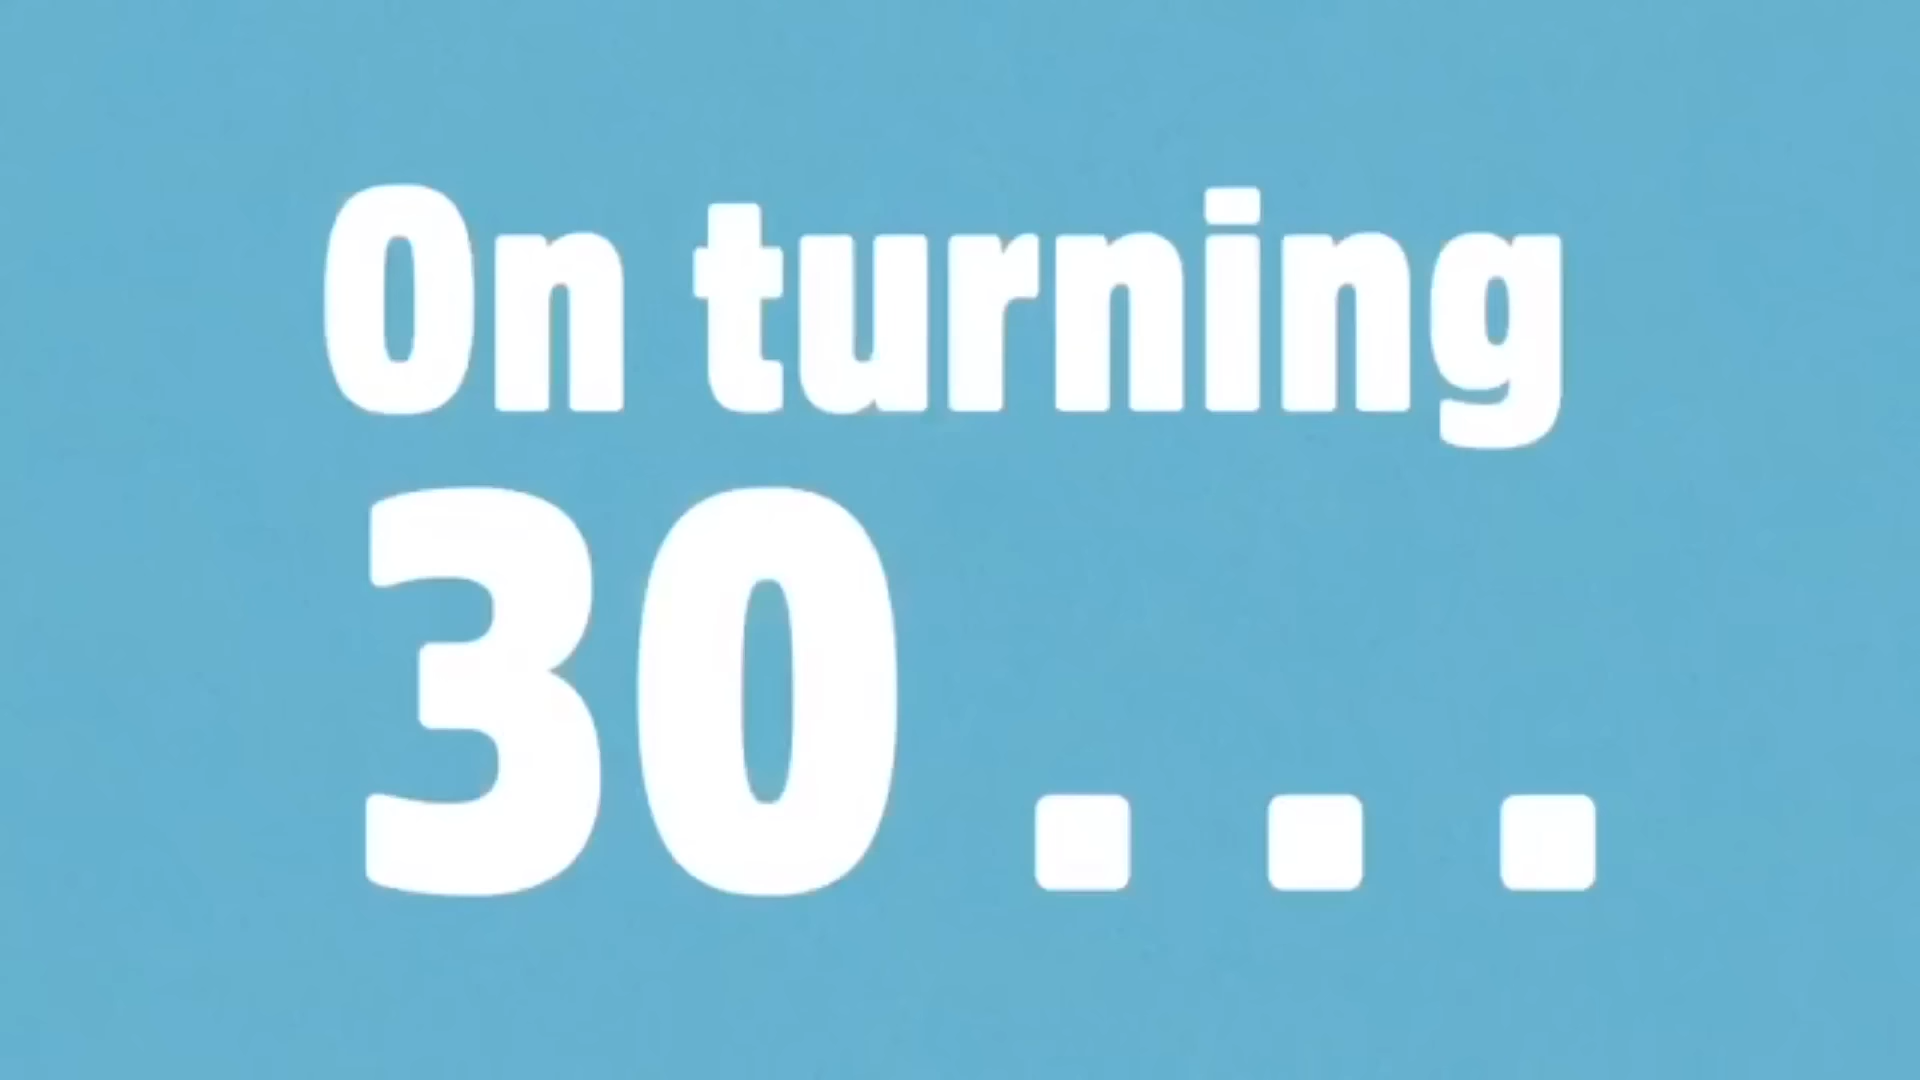 On turning
30 . . .